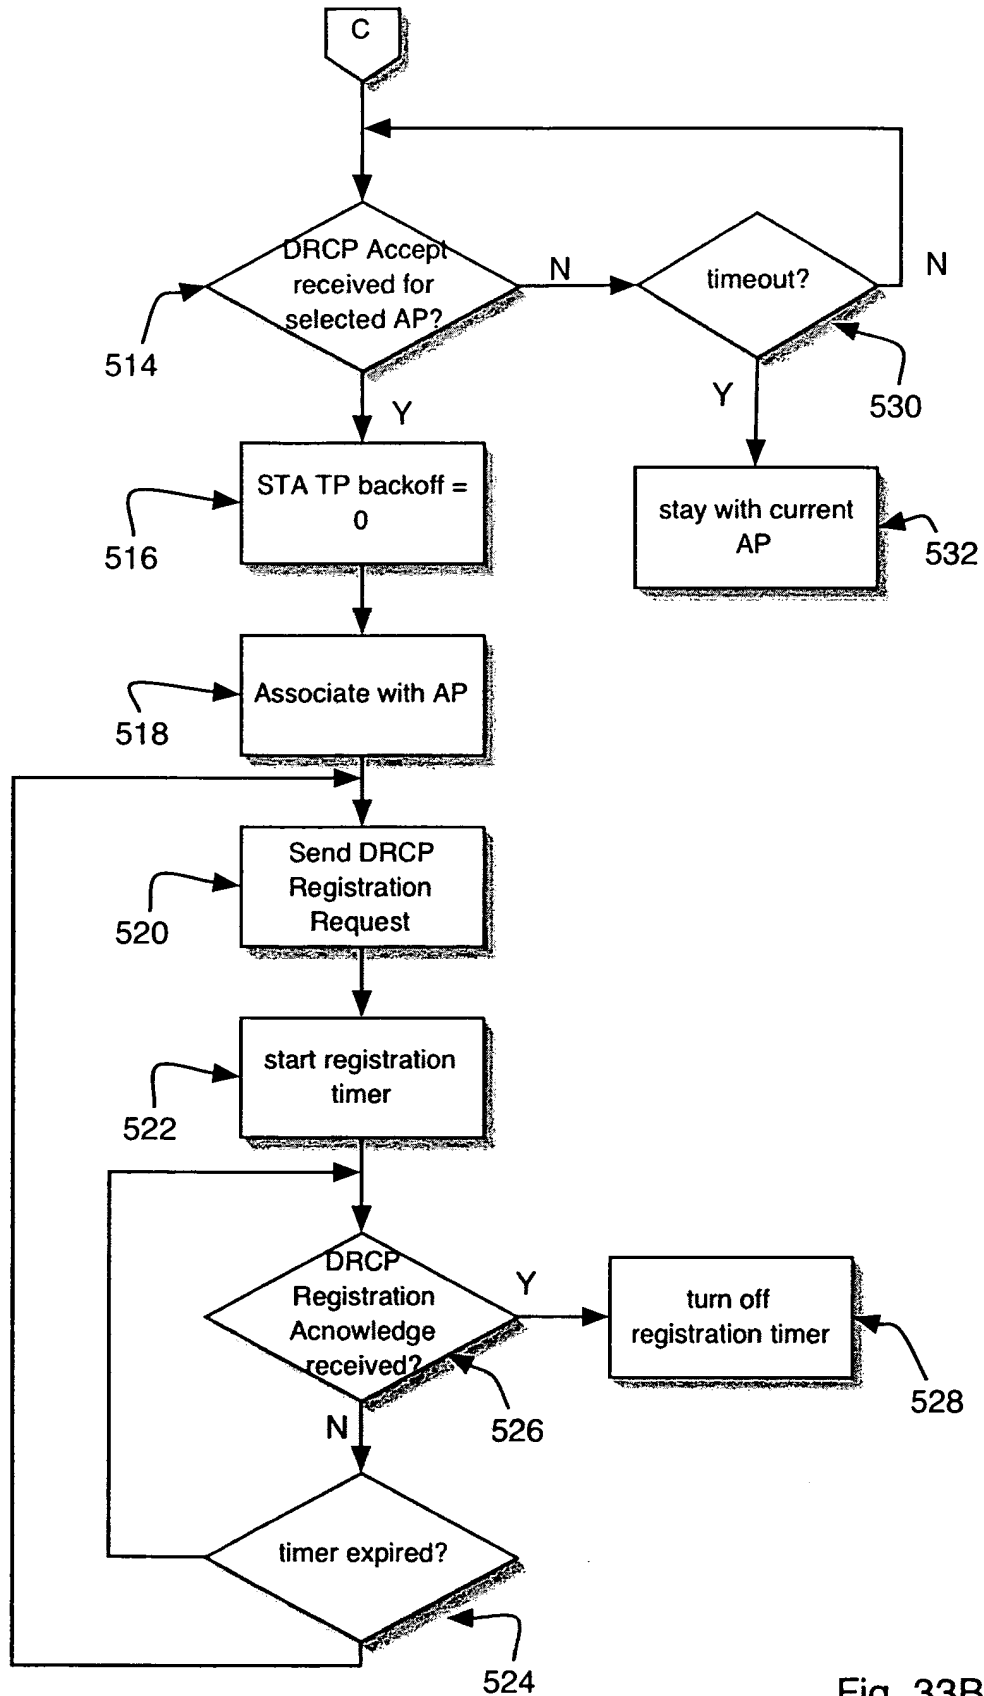 C
DRCP Accept
received for
selected AP?
N
timeout?
N
514
Y
Y
530
STA TP backoff =
0
516
stay with current
AP
532
Associate with AP
518
Send DRCP
Registration
Request
520
start registration
timer
522
DRCP
Registration
Acnowledge
received?
Y
turn off
registration timer
528
526
N
timer expired?
524
Fig. 33B